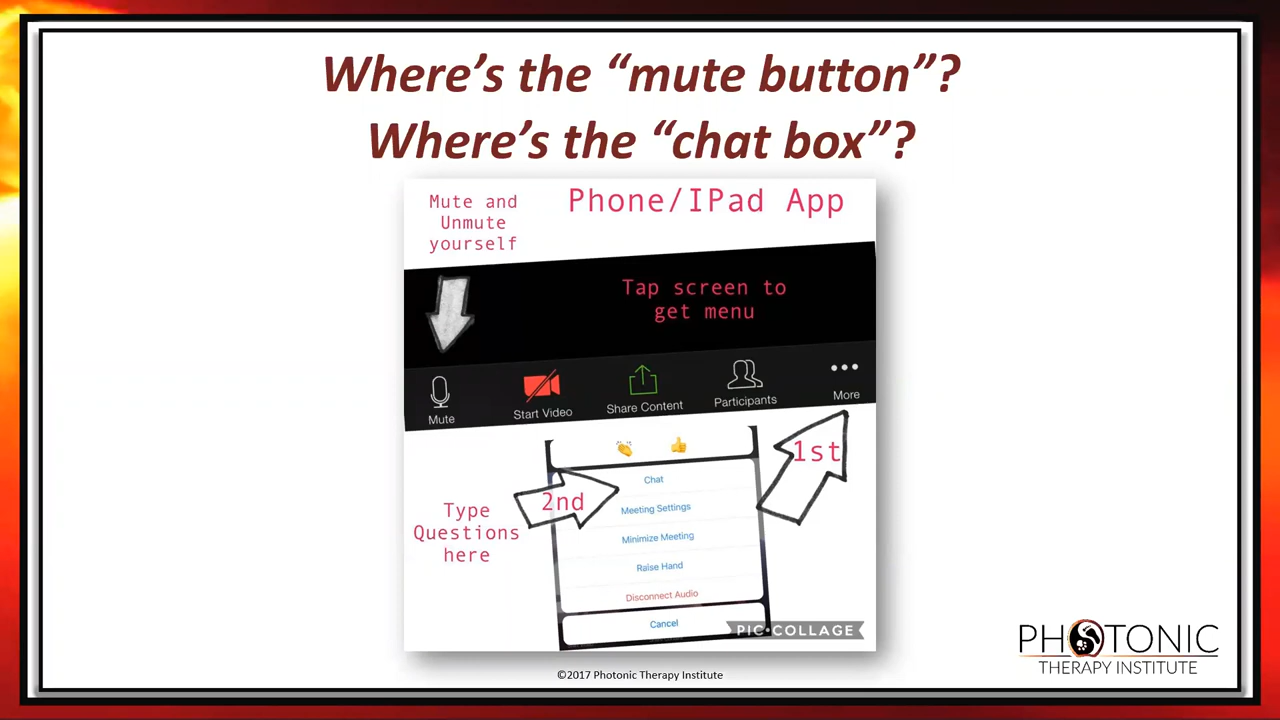 Where's the “mute button”?
Where's the “chat box”?
Mute and
Unmute
yourself
Phone/IPad App
Tap screen to
get menu
Mute
Start Video
Share Content
Participants
More
1st
2nd
Type
Questions
here
Chat
Meeting Settings
Minimize Meeting
Raise Hand
Disconnect Audio
Cancel
PIC•COLLAGE
PHOTONIC
THERAPY INSTITUTE
©2017 Photonic Therapy Institute